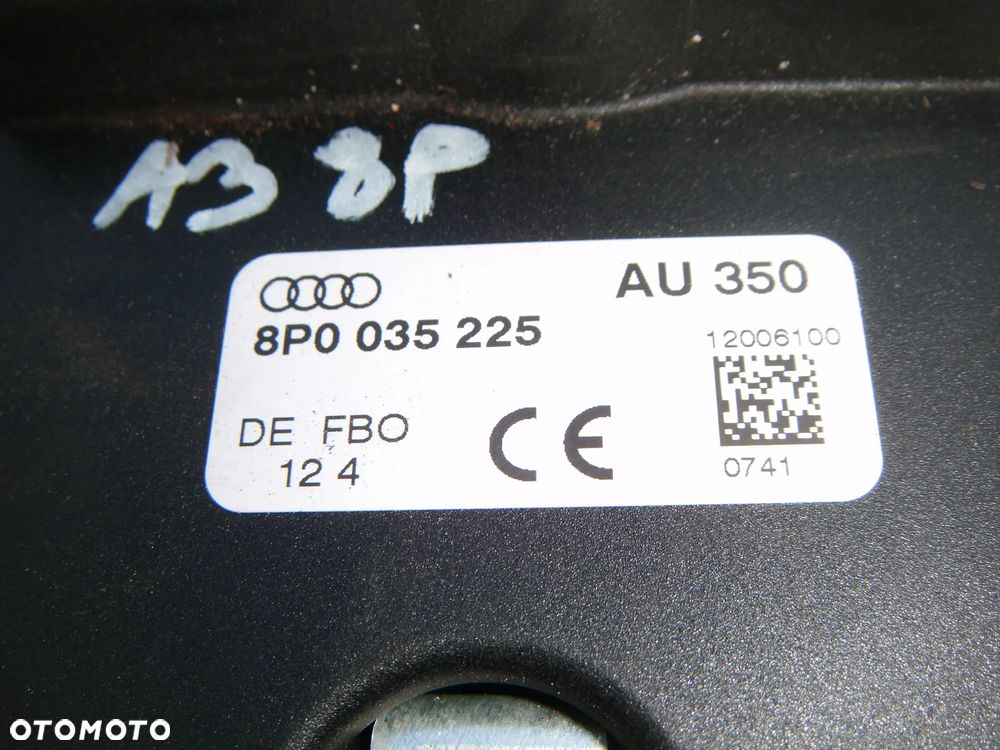 A3 8P
AU 350
8P0 035 225
12006100
DE FBO
12 4
CE
0741
OTOMOTO